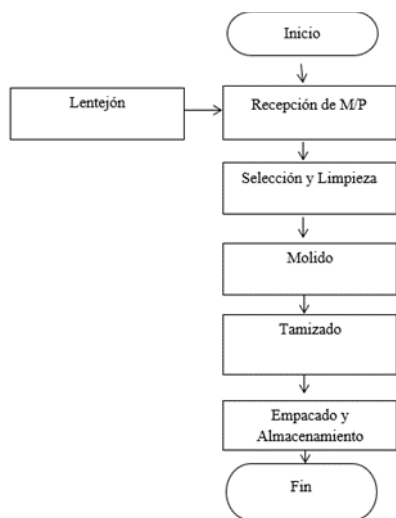 Inicio
Lentejón
Recepción de M/P
Selección y Limpieza
Molido
Tamizado
Empacado y
Almacenamiento
Fin